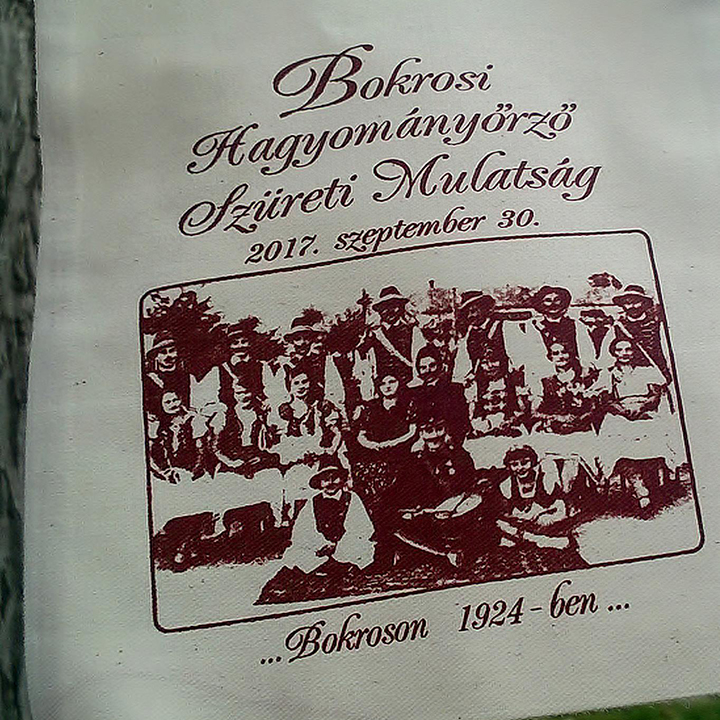 Bokrosi
Hagyományőrző
Szüreti Mulatság
2017. szeptember 30.
...Bokroson 1924-ben...